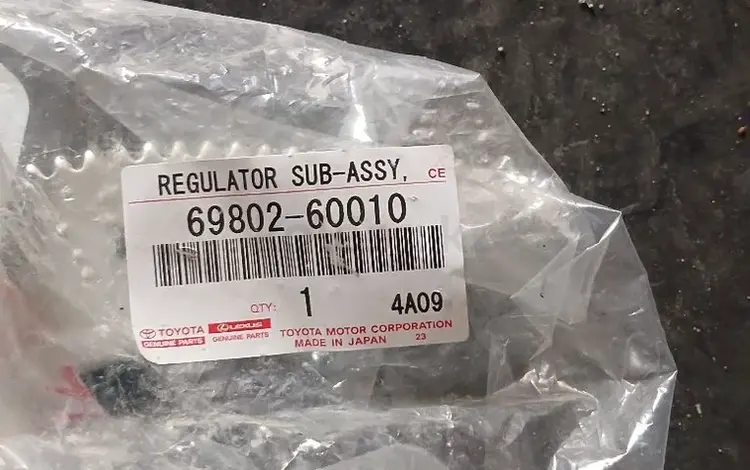 REGULATOR SUB-ASSY, CE
69802-60010
QTY: 1 4A09
TOYOTA LEXUS TOYOTA MOTOR CORPORATION
GENUINE PARTS GENUINE PARTS MADE IN JAPAN 23